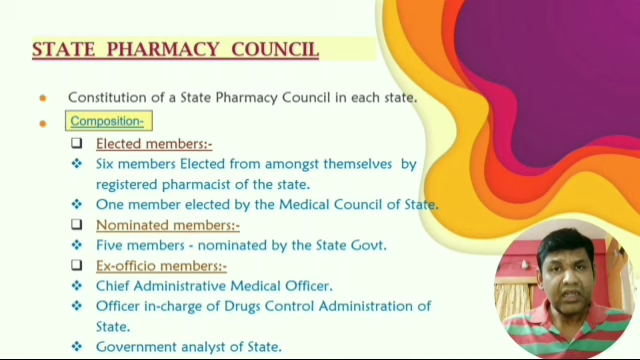 STATE PHARMACY COUNCIL
Constitution of a State Pharmacy Council in each state.
Composition-
Elected members:-
Six members Elected from amongst themselves by
registered pharmacist of the state.
One member elected by the Medical Council of State.
Nominated members:-
Five members - nominated by the State Govt.
Ex-officio members:-
Chief Administrative Medical Officer.
Officer in-charge of Drugs Control Administration of
State.
Government analyst of State.